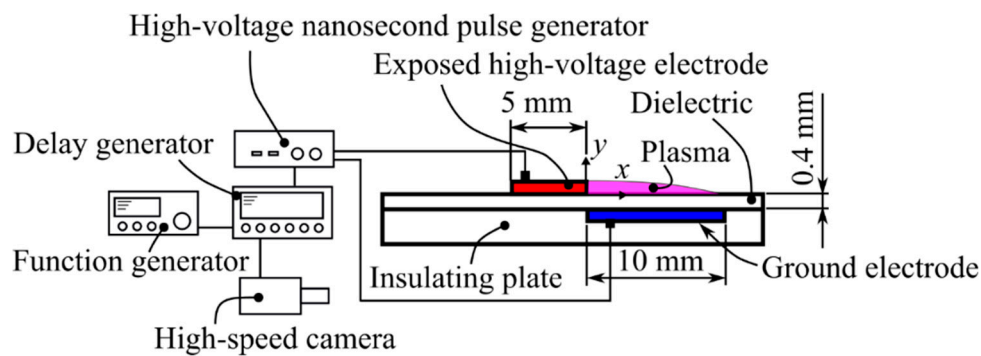 High-voltage nanosecond pulse generator
Exposed high-voltage electrode
5 mm
Dielectric
Delay generator
y
Plasma
x
0.4 mm
Function generator
Insulating plate
10 mm
Ground electrode
High-speed camera